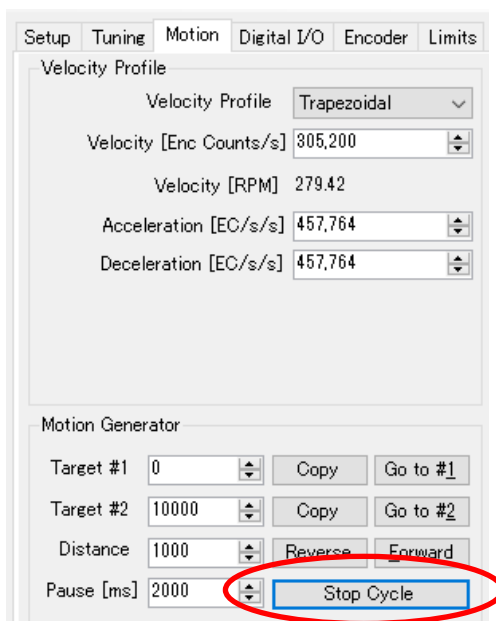 Setup Tuning Motion Digital I/O Encoder Limits
Velocity Profile
Velocity Profile Trapezoidal
Velocity [Enc Counts/s] 305,200
Velocity [RPM] 279.42
Acceleration [EC/s/s] 457,764
Deceleration [EC/s/s] 457,764
Motion Generator
Target #1 0 Copy Go to #1
Target #2 10000 Copy Go to #2
Distance 1000 Reverse Forward
Pause [ms] 2000 Stop Cycle